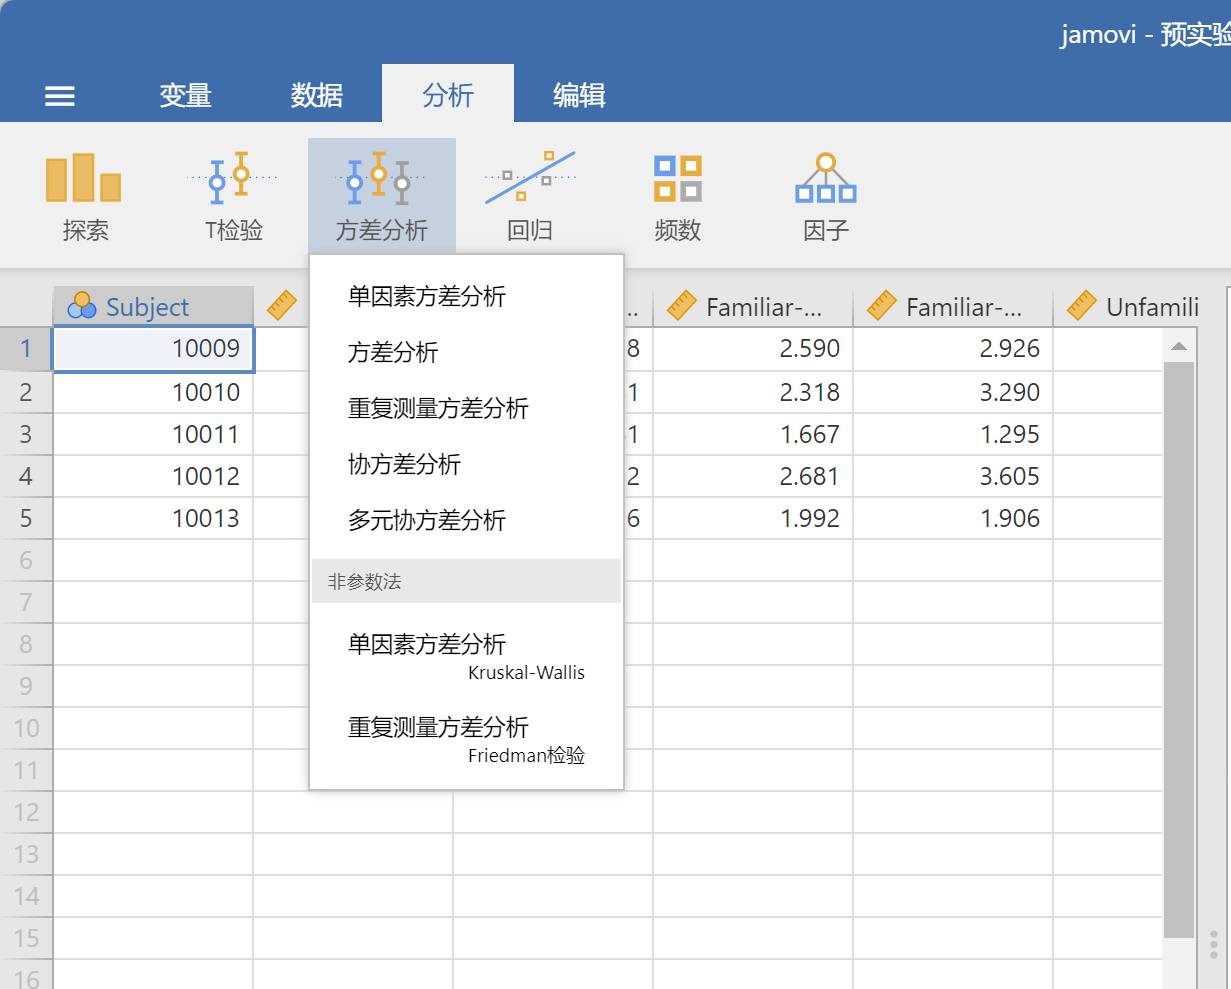 jamovi - 预实验
变量 数据 分析 编辑
探索 T检验 方差分析 回归 频数 因子
单因素方差分析
方差分析
重复测量方差分析
协方差分析
多元协方差分析
非参数法
单因素方差分析
Kruskal-Wallis
重复测量方差分析
Friedman检验
Subject ... Familiar-... Familiar-... Unfamili
1 10009 8 2.590 2.926
2 10010 1 2.318 3.290
3 10011 1 1.667 1.295
4 10012 2 2.681 3.605
5 10013 6 1.992 1.906
6
7
8
9
10
11
12
13
14
15
16